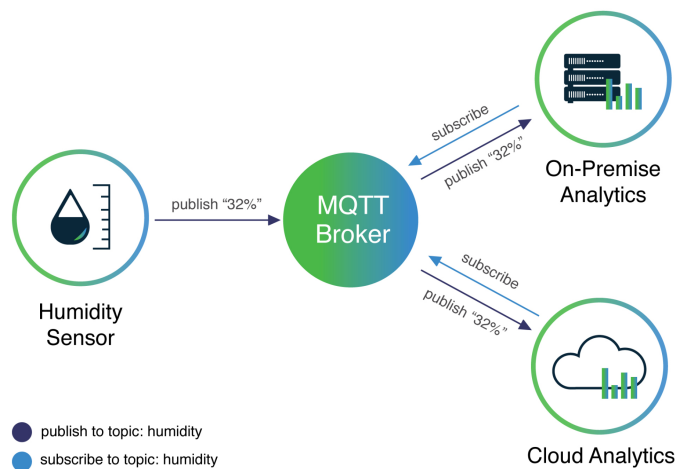 subscribe
publish “32%”
On-Premise
Analytics
publish “32%”
MQTT
Broker
Humidity
Sensor
subscribe
publish “32%”
Cloud Analytics
publish to topic: humidity
subscribe to topic: humidity